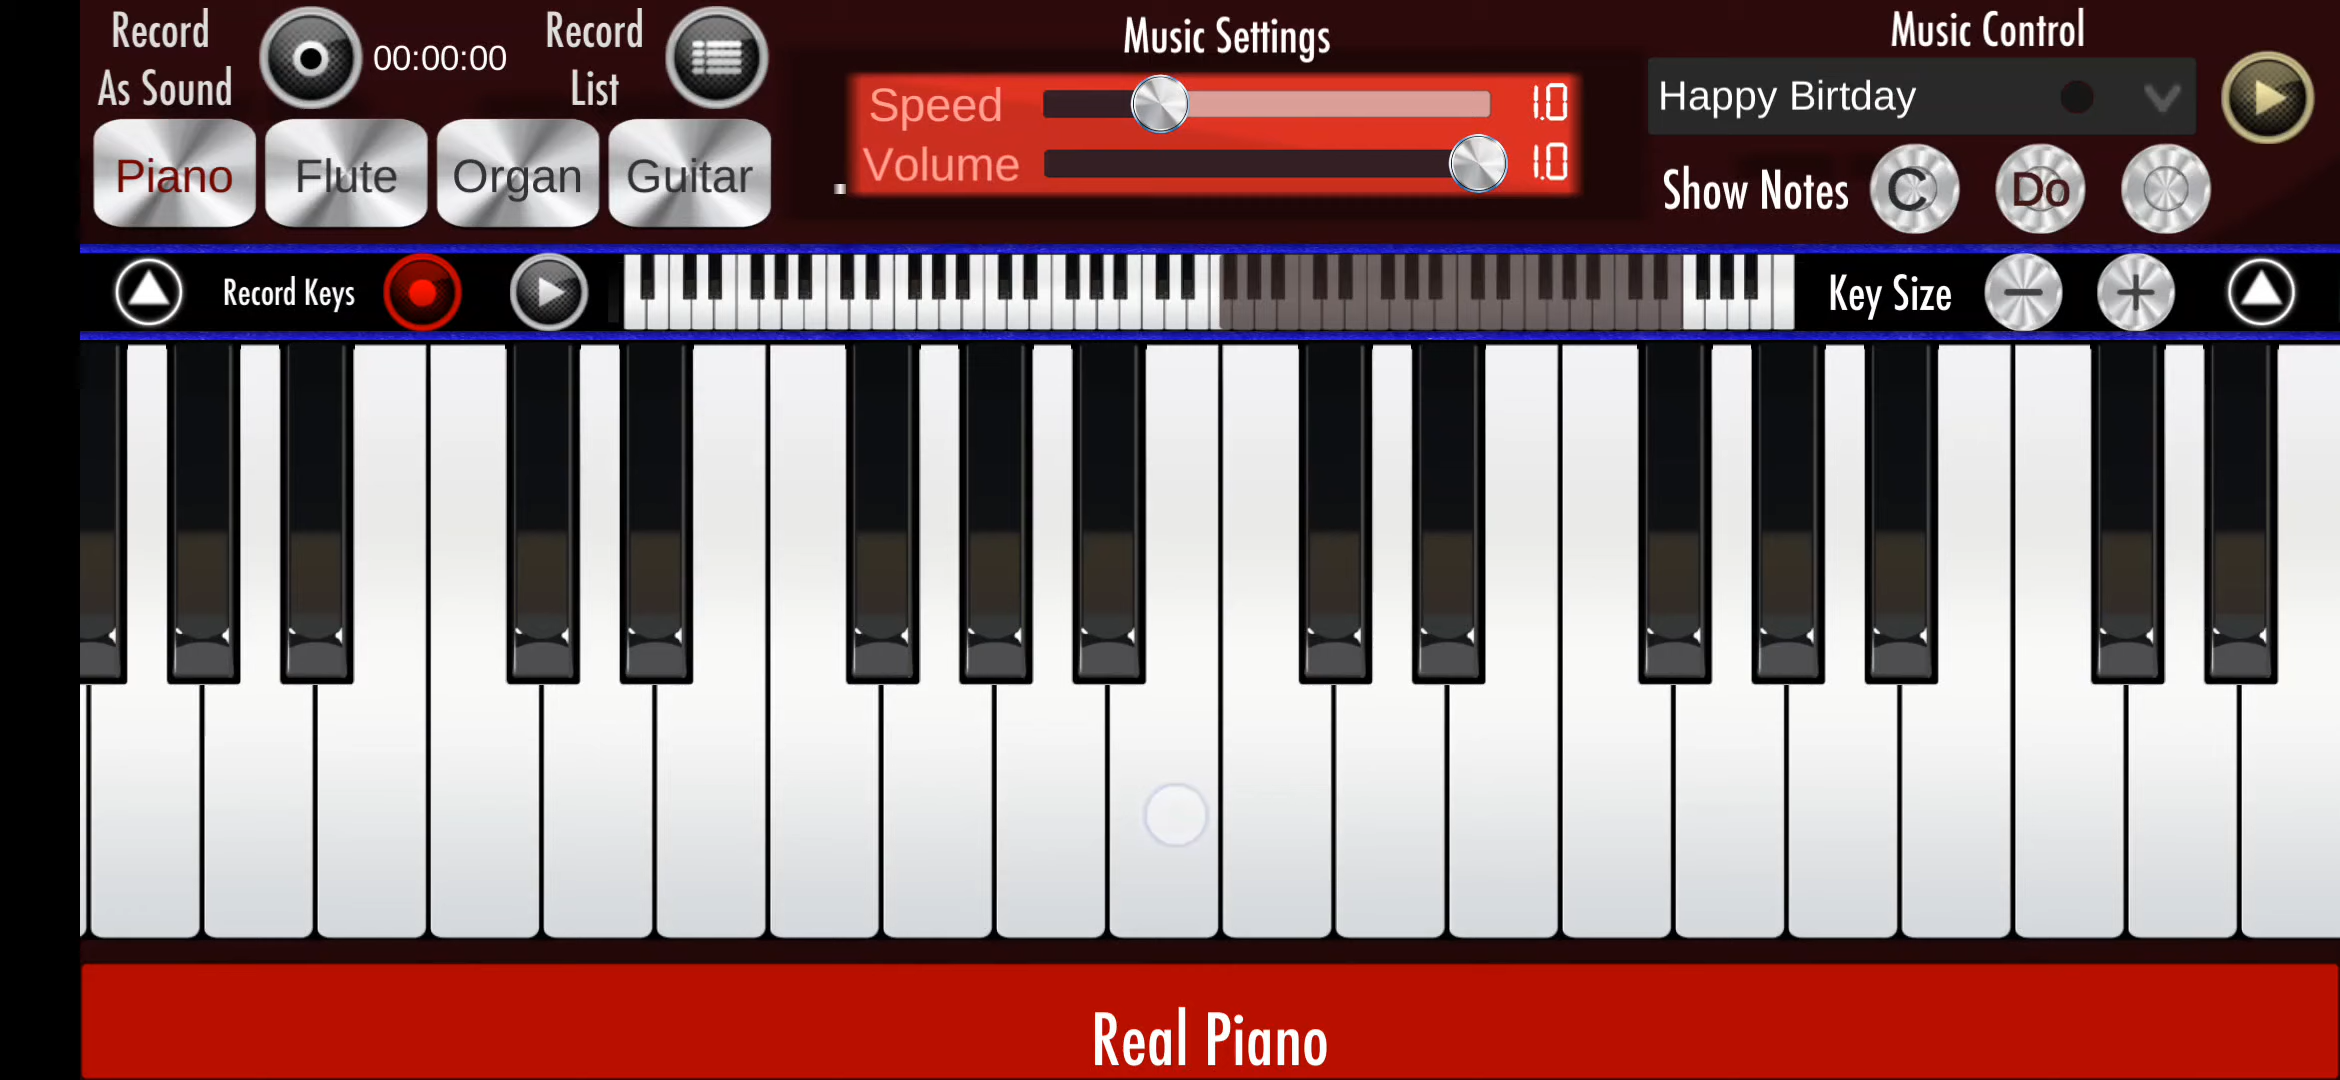 Record
As Sound
00:00:00
Record
List
Music Settings
Music Control
Speed
1.0
Happy Birtday
Volume
1.0
Piano
Flute
Organ
Guitar
Show Notes
C
Do
Record Keys
Key Size
Real Piano